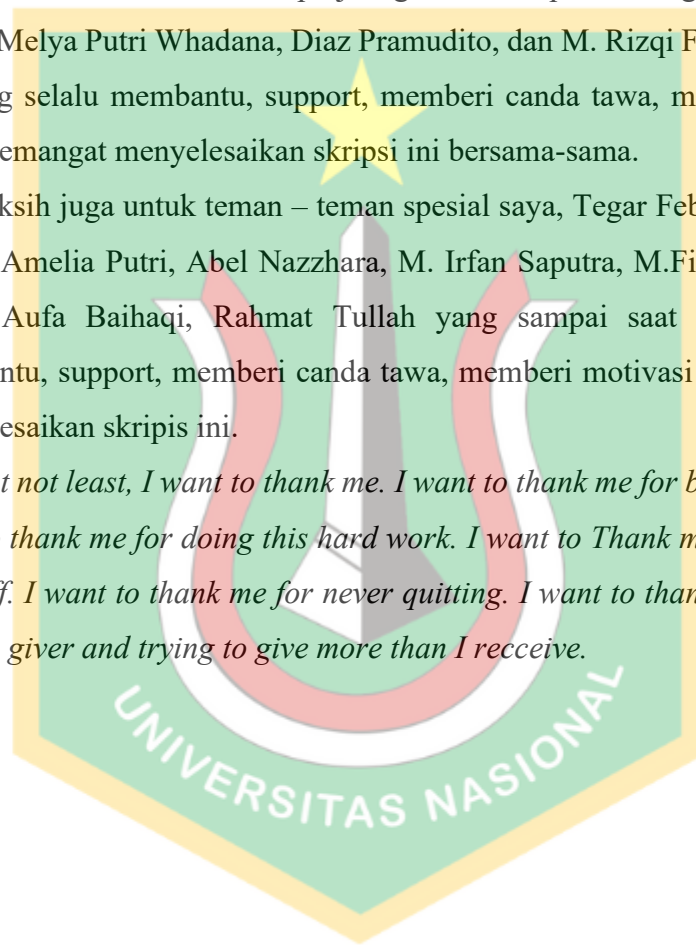 Melya Putri Whadana, Diaz Pramudito, dan M. Rizqi F
g selalu membantu, support, memberi canda tawa, m
emangat menyelesaikan skripsi ini bersama-sama.
ksih juga untuk teman – teman spesial saya, Tegar Feb
Amelia Putri, Abel Nazzhara, M. Irfan Saputra, M.Fi
Aufa Baihaqi, Rahmat Tullah yang sampai saat
ntu, support, memberi canda tawa, memberi motivasi
esaikan skripis ini.
t not least, I want to thank me. I want to thank me for b
thank me for doing this hard work. I want to Thank m
ff. I want to thank me for never quitting. I want to than
giver and trying to give more than I recceive.
UNIVERSITAS NASIONAL